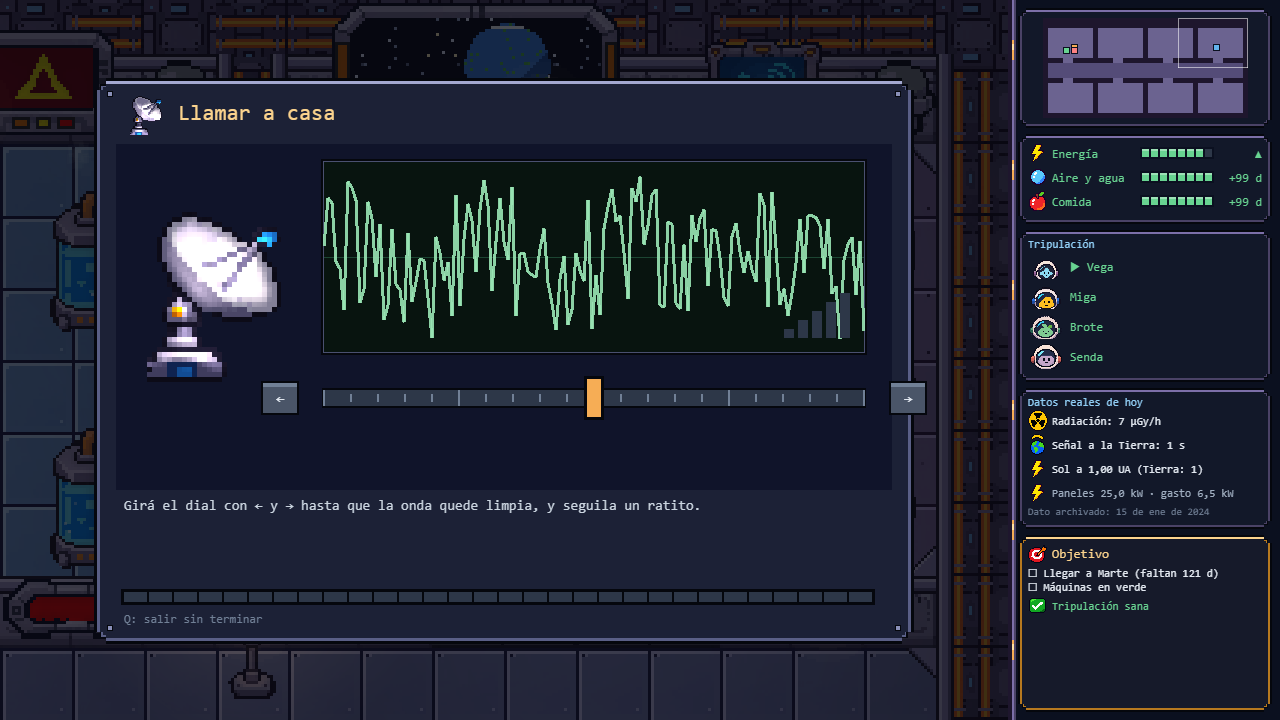 Llamar a casa
←
→
Girá el dial con ← y → hasta que la onda quede limpia, y seguila un ratito.
Q: salir sin terminar
Energía ▲
Aire y agua +99 d
Comida +99 d
Tripulación
▶ Vega
Miga
Brote
Senda
Datos reales de hoy
Radiación: 7 µGy/h
Señal a la Tierra: 1 s
Sol a 1,00 UA (Tierra: 1)
Paneles 25,0 kW · gasto 6,5 kW
Dato archivado: 15 de ene de 2024
Objetivo
☐ Llegar a Marte (faltan 121 d)
☐ Máquinas en verde
✅ Tripulación sana